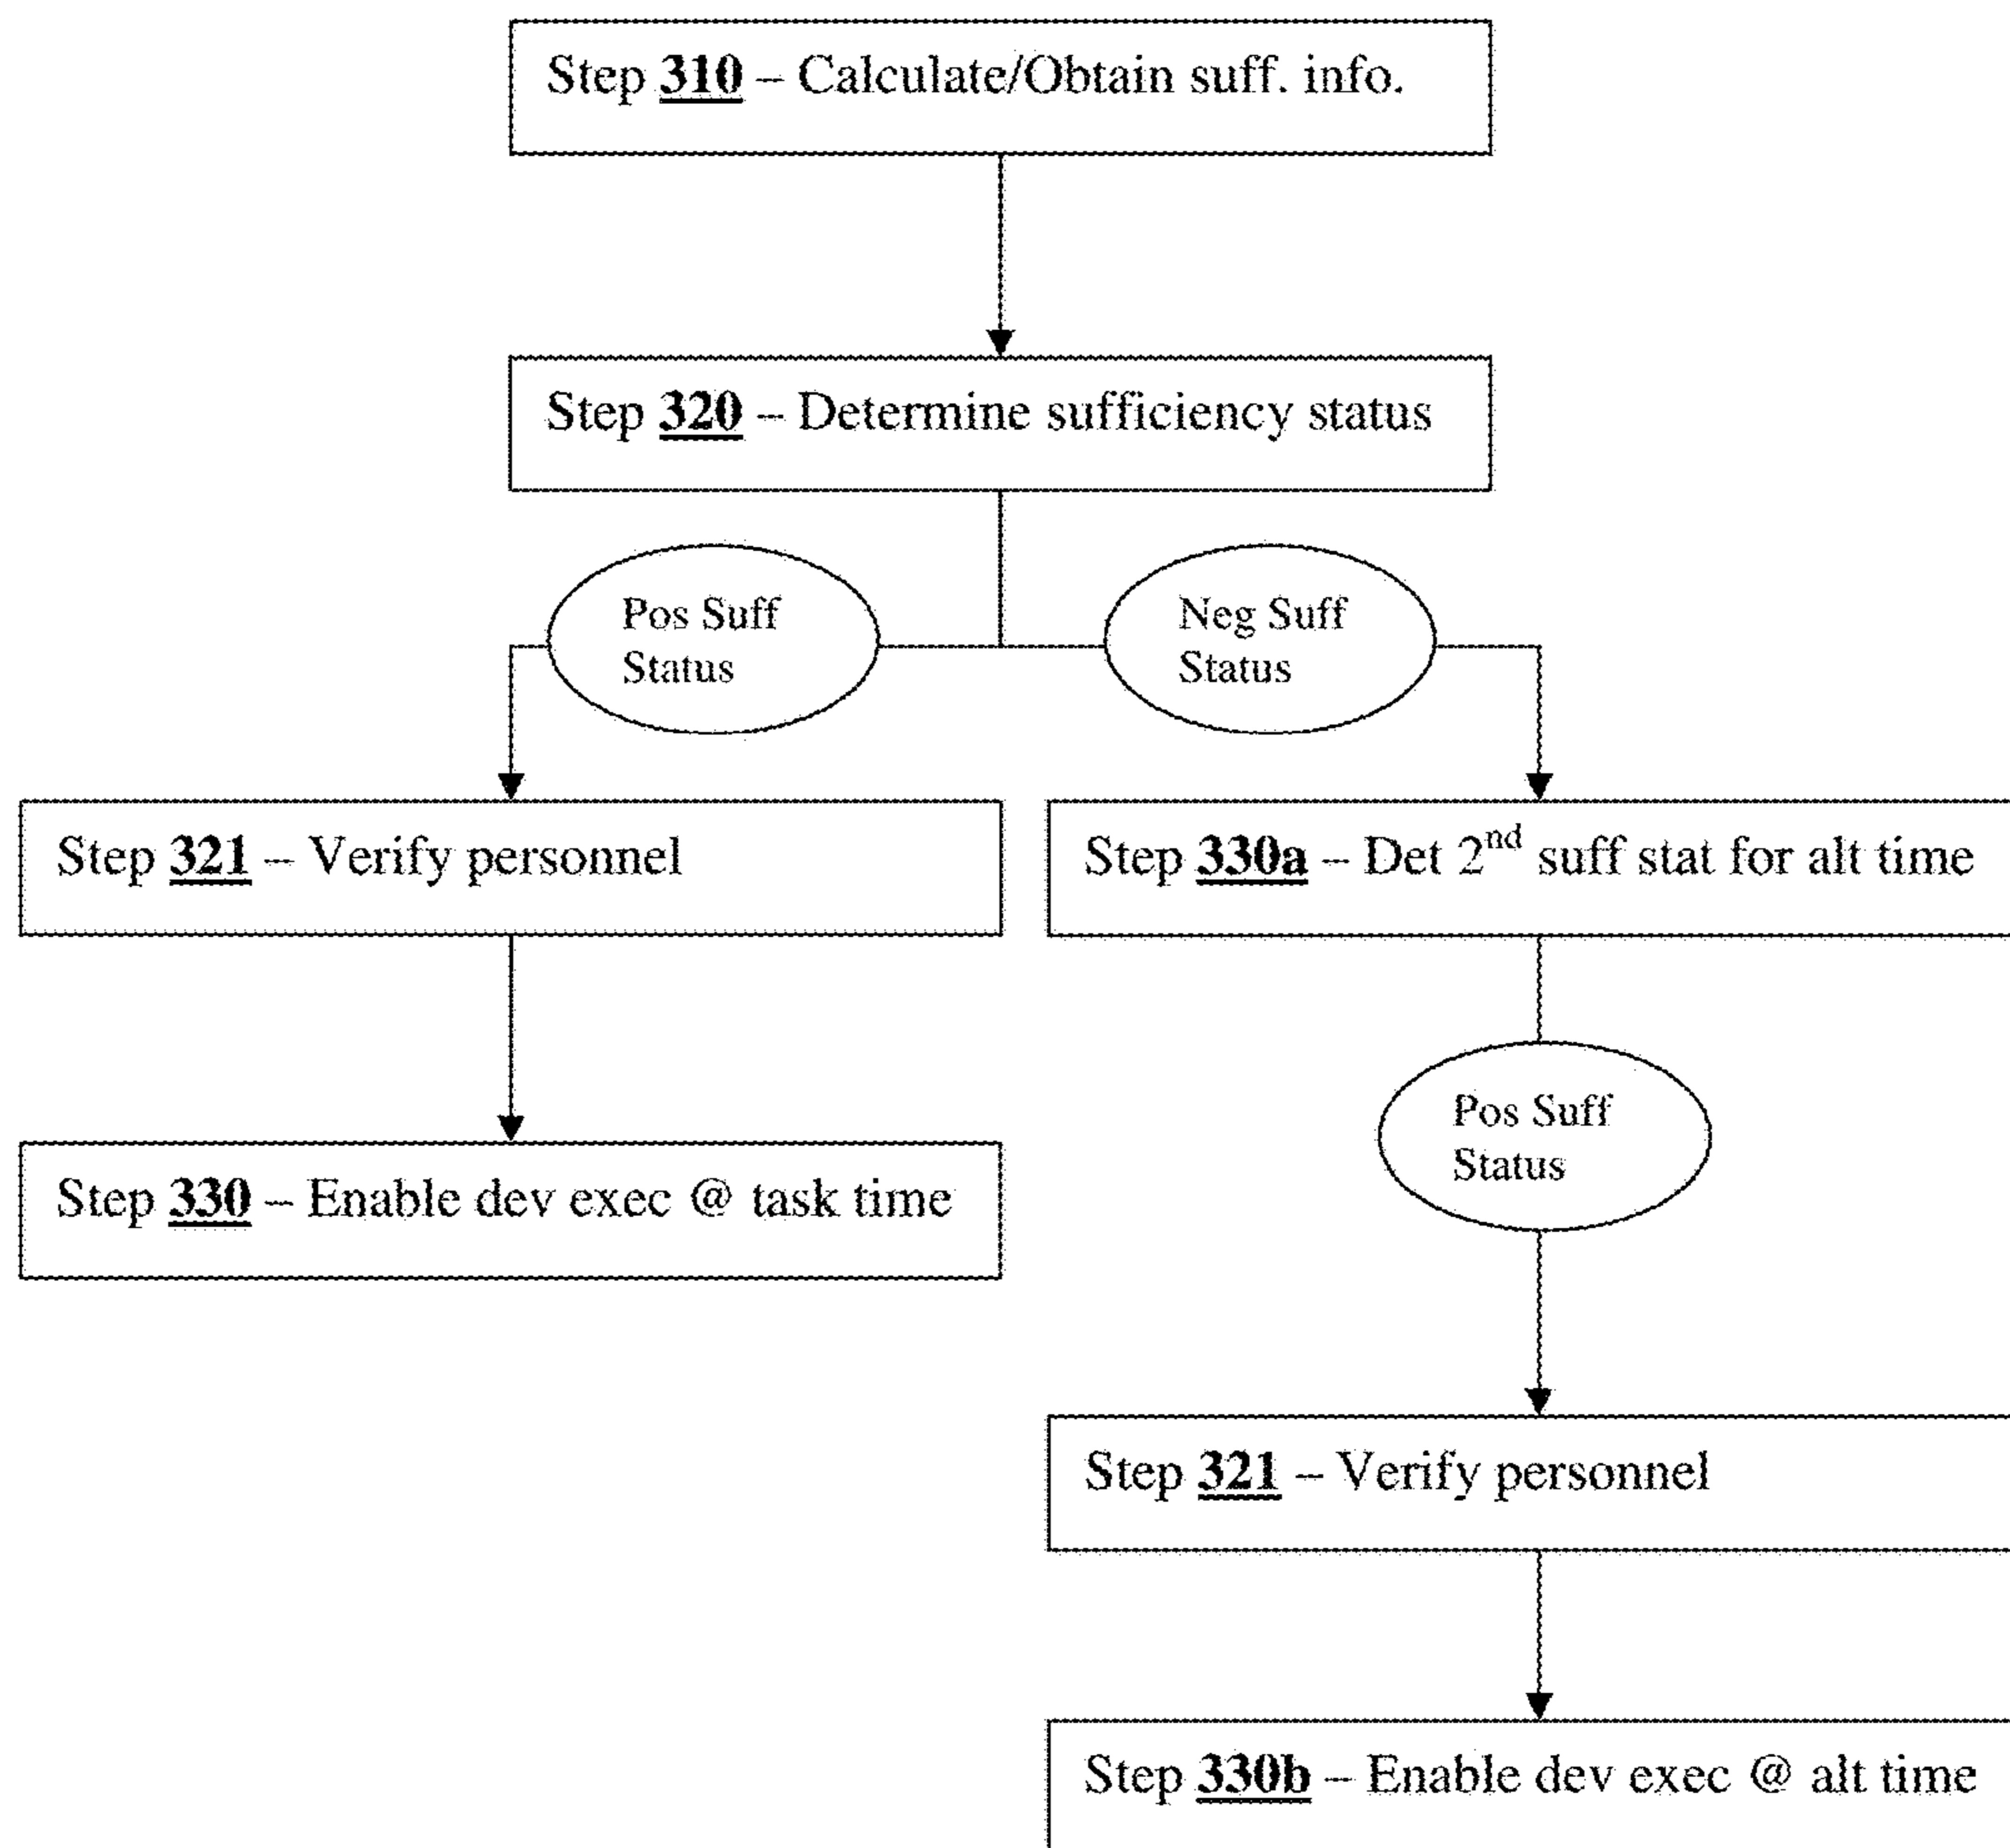 Step 310 – Calculate/Obtain suff. info.
Step 320 – Determine sufficiency status
Pos Suff
Status
Neg Suff
Status
Step 321 – Verify personnel
Step 330a – Det 2nd suff stat for alt time
Pos Suff
Status
Step 330 – Enable dev exec @ task time
Step 321 – Verify personnel
Step 330b – Enable dev exec @ alt time